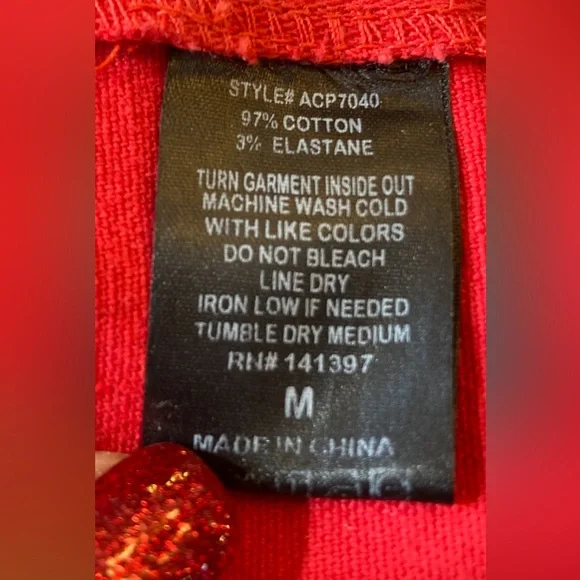 STYLE# ACP7040
97% COTTON
3% ELASTANE
TURN GARMENT INSIDE OUT
MACHINE WASH COLD
WITH LIKE COLORS
DO NOT BLEACH
LINE DRY
IRON LOW IF NEEDED
TUMBLE DRY MEDIUM
RN# 141397
M
MADE IN CHINA